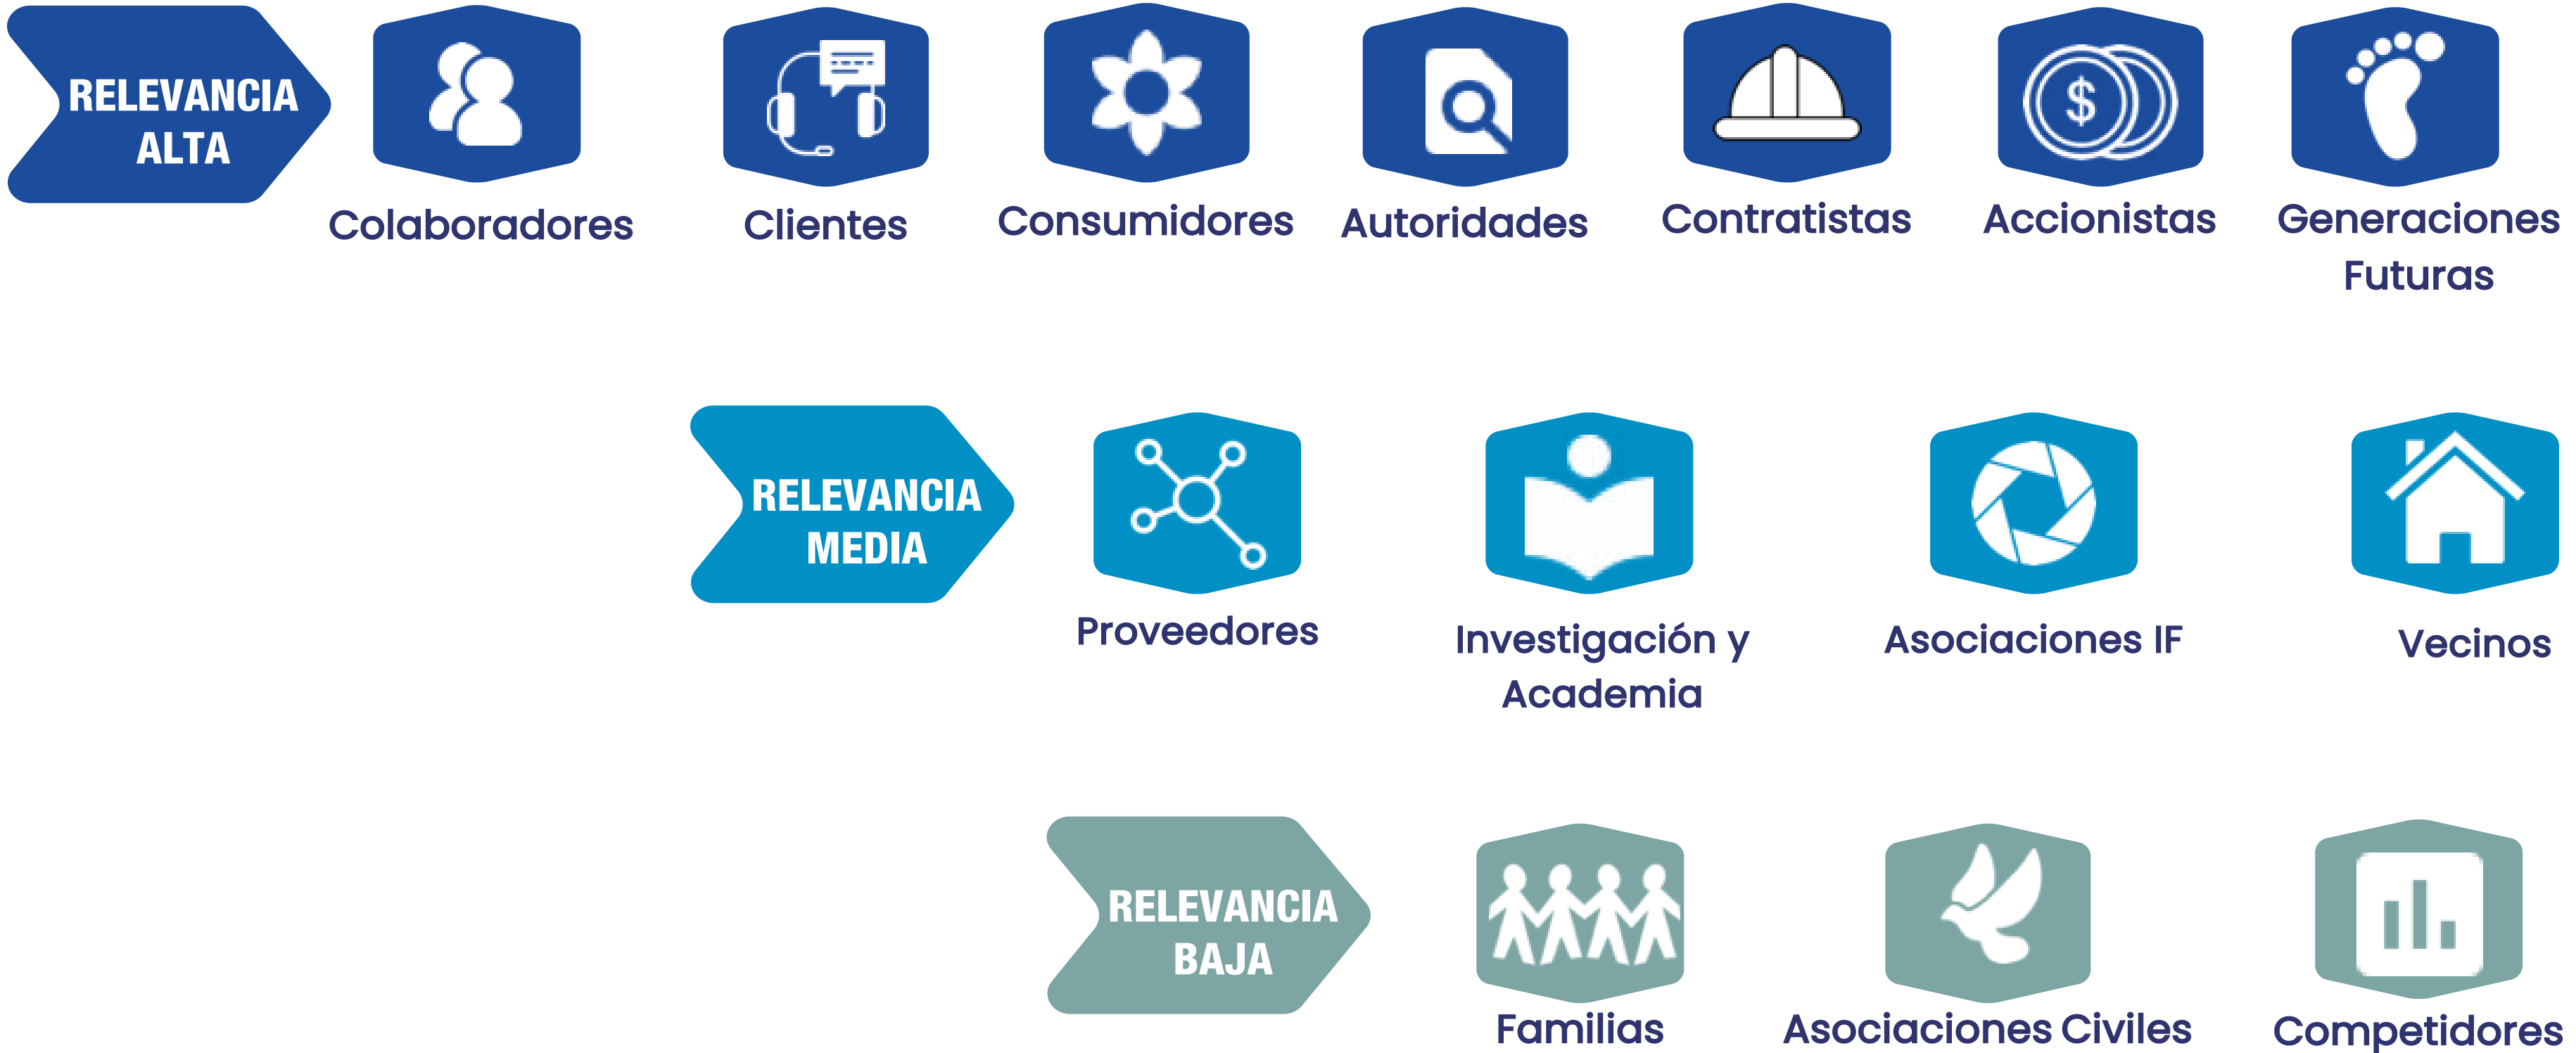 RELEVANCIA
ALTA
Colaboradores
Clientes
Consumidores
Autoridades
Contratistas
Accionistas
Generaciones
Futuras
RELEVANCIA
MEDIA
Proveedores
Investigación y
Academia
Asociaciones IF
Vecinos
RELEVANCIA
BAJA
Familias
Asociaciones Civiles
Competidores